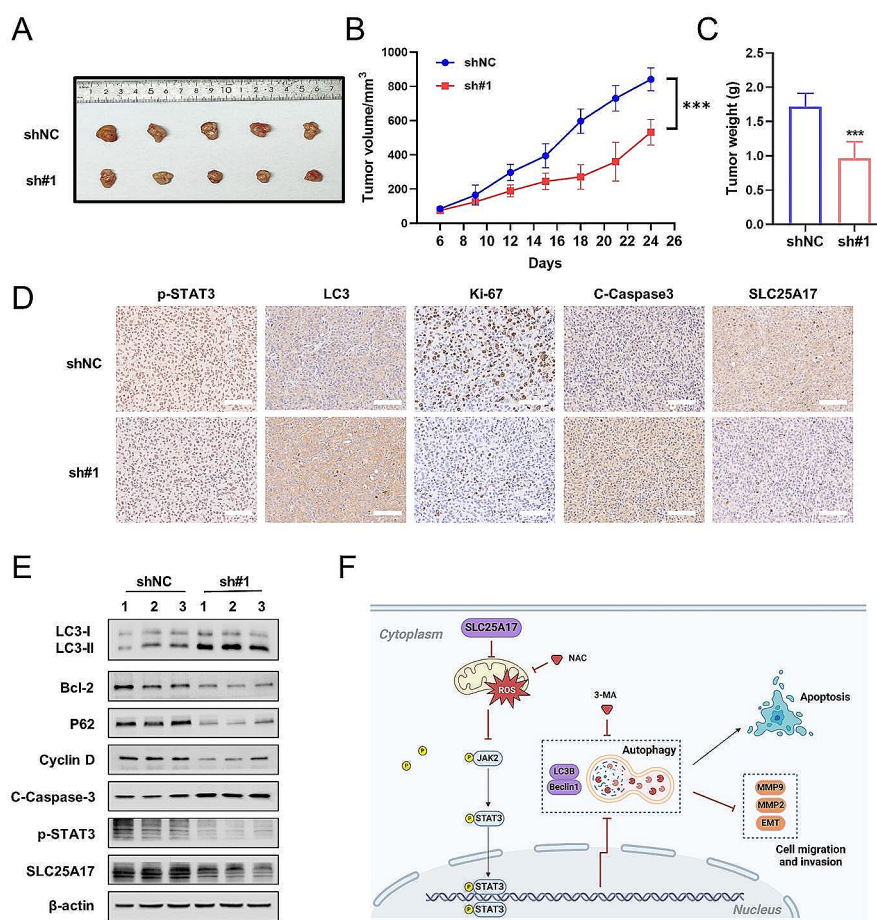 A
shNC
sh#1
B
Tumor volume/mm3
1000
800
600
400
200
0
shNC
sh#1
***
6 8 10 12 14 16 18 20 22 24 26
Days
C
Tumor weight (g)
2.5
2.0
1.5
1.0
0.5
0.0
***
shNC sh#1
D
p-STAT3 LC3 Ki-67 C-Caspase3 SLC25A17
shNC
sh#1
E
shNC sh#1
1 2 3 1 2 3
LC3-I
LC3-II
Bcl-2
P62
Cyclin D
C-Caspase-3
p-STAT3
SLC25A17
β-actin
F
Cytoplasm
SLC25A17
NAC
ROS
3-MA
P
P
P JAK2
P STAT3
P STAT3
P STAT3
Autophagy
LC3B
Beclin1
Apoptosis
MMP9
MMP2
EMT
Cell migration
and invasion
Nucleus